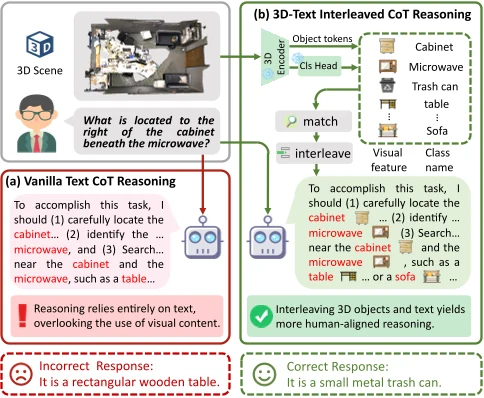 3D
3D Scene
What is located to the
right of the cabinet
beneath the microwave?
(a) Vanilla Text CoT Reasoning
To accomplish this task, I
should (1) carefully locate the
cabinet... (2) identify the ...
microwave, and (3) Search...
near the cabinet and the
microwave, such as a table...
Reasoning relies entirely on text,
overlooking the use of visual content.
Incorrect Response:
It is a rectangular wooden table.
(b) 3D-Text Interleaved CoT Reasoning
3D
Encoder
Object tokens
Cls Head
Cabinet
Microwave
Trash can
table
Sofa
match
interleave
Visual
feature
Class
name
To accomplish this task, I
should (1) carefully locate the
cabinet ... (2) identify ...
microwave (3) Search...
near the cabinet and the
microwave , such as a
table ... or a sofa ...
Interleaving 3D objects and text yields
more human-aligned reasoning.
Correct Response:
It is a small metal trash can.